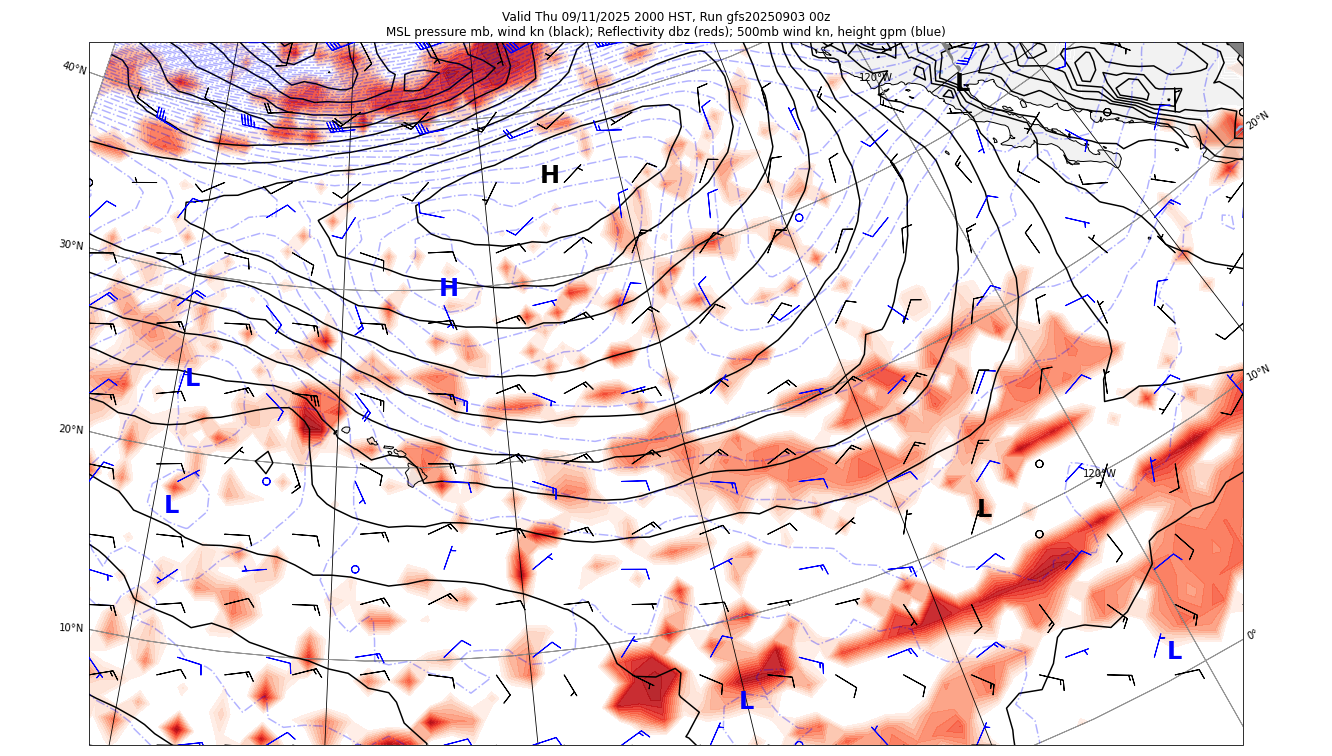 Valid Thu 09/11/2025 2000 HST, Run gfs20250903 00z
MSL pressure mb, wind kn (black); Reflectivity dbz (reds); 500mb wind kn, height gpm (blue)
40°N
120°W
L
20°N
H
30°N
H
L
10°N
20°N
120°W
L
L
10°N
0°
L
L